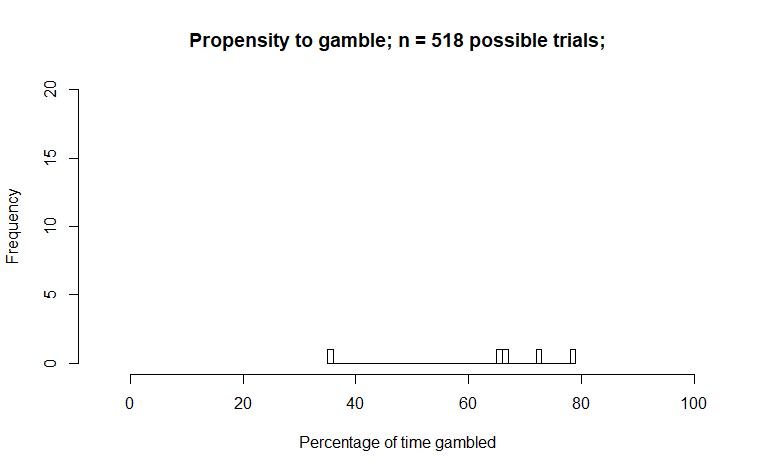 Propensity to gamble; n = 518 possible trials;
20
15
10
5
0
Frequency
0 20 40 60 80 100
Percentage of time gambled